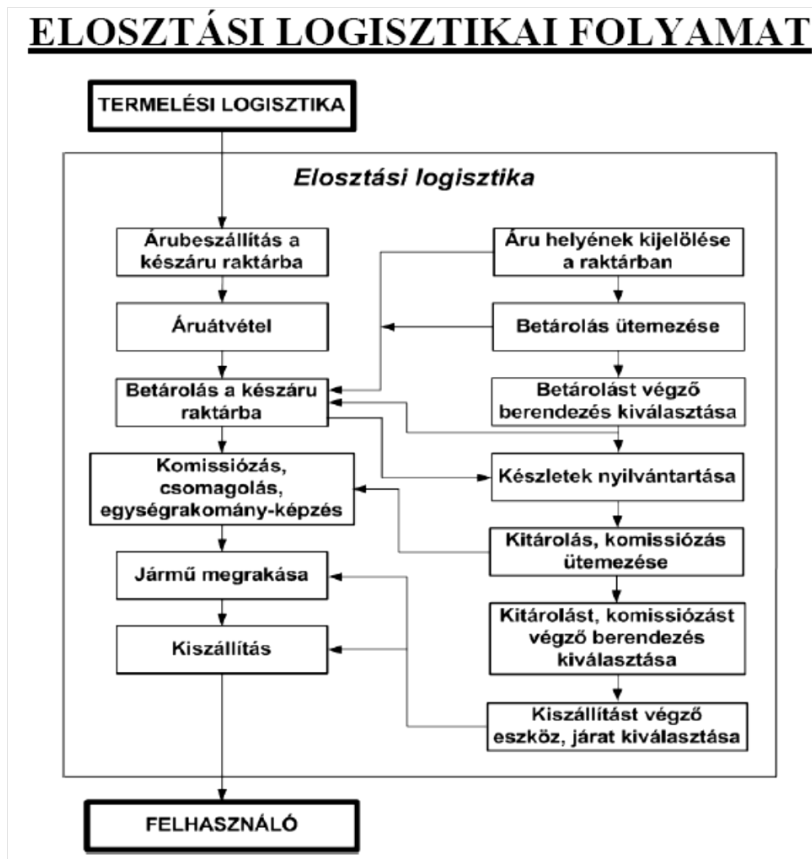 ELOSZTÁSI LOGISZTIKAI FOLYAMAT
TERMELÉSI LOGISZTIKA
Elosztási logisztika
Árubeszállítás a
készáru raktárba
Áruátvétel
Betárolás a készáru
raktárba
Komissiózás,
csomagolás,
egységrakomány-képzés
Jármű megrakása
Kiszállítás
Áru helyének kijelölése
a raktárban
Betárolás ütemezése
Betárolást végző
berendezés kiválasztása
Készletek nyilvántartása
Kitárolás, komissiózás
ütemezése
Kitárolást, komissiózást
végző berendezés
kiválasztása
Kiszállítást végző
eszköz, járat kiválasztása
FELHASZNÁLÓ